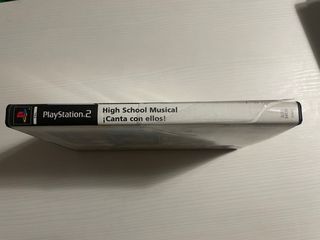 PlayStation 2
High School Musical
¡Canta con ellos!